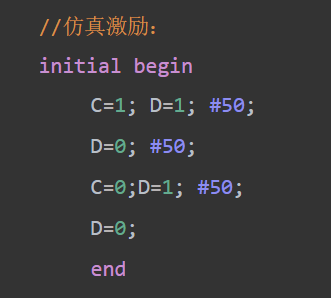 //仿真激励：
initial begin
C=1; D=1; #50;
D=0; #50;
C=0;D=1; #50;
D=0;
end